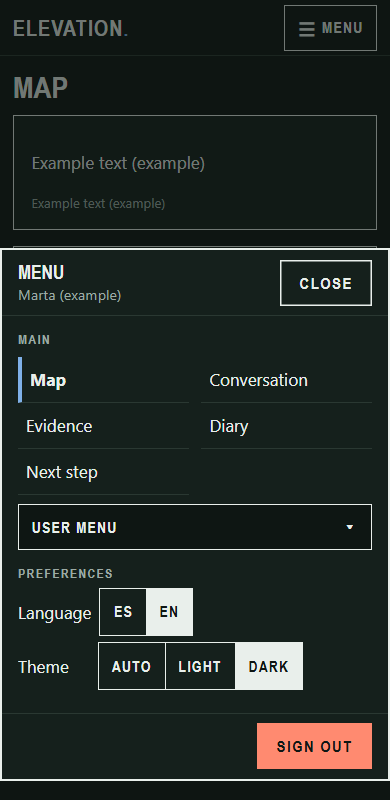 ELEVATION.
☰ MENU
MAP
Example text (example)
Example text (example)
MENU
Marta (example)
CLOSE
MAIN
Map
Conversation
Evidence
Diary
Next step
USER MENU
PREFERENCES
Language
ES
EN
Theme
AUTO
LIGHT
DARK
SIGN OUT